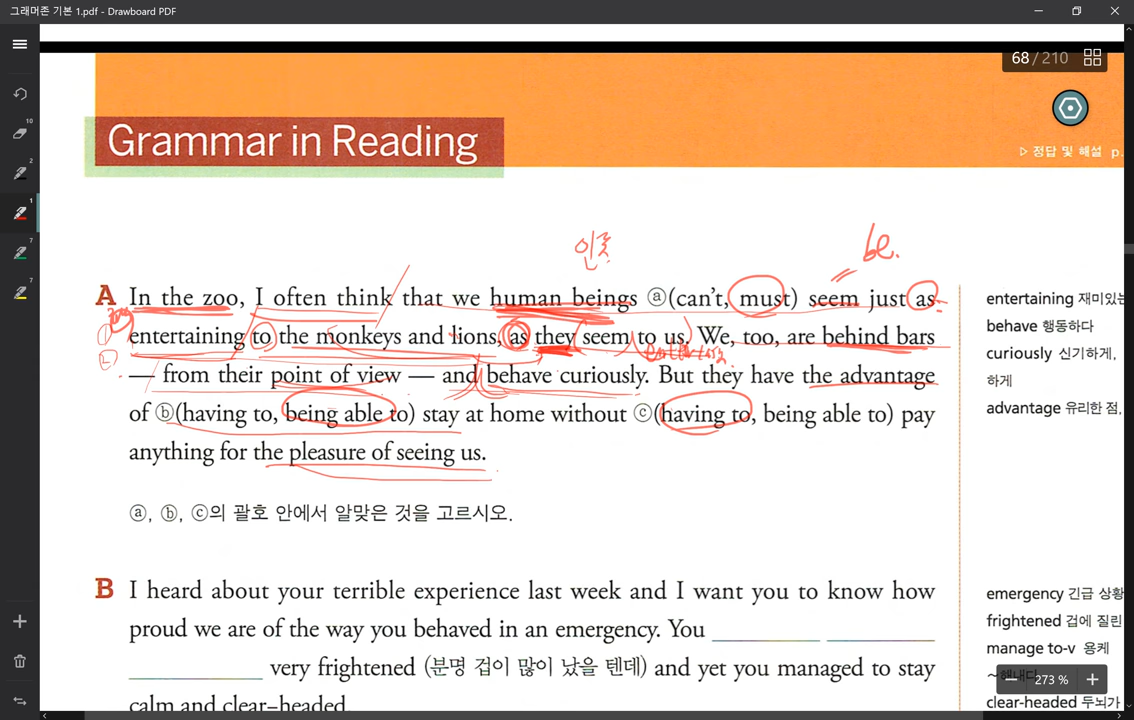 그래머존 기본 1.pdf - Drawboard PDF
68 / 210
Grammar in Reading
▷ 정답 및 해설 p.
인류
be.
A In the zoo, I often think that we human beings ⓐ(can't, must) seem just as
entertaining to the monkeys and lions, as they seem to us. We, too, are behind bars
— from their point of view — and behave curiously. But they have the advantage
of ⓑ(having to, being able to) stay at home without ⓒ(having to, being able to) pay
anything for the pleasure of seeing us.
ⓐ, ⓑ, ⓒ의 괄호 안에서 알맞은 것을 고르시오.
entertaining 재미있는
behave 행동하다
curiously 신기하게,
하게
advantage 유리한 점,
B I heard about your terrible experience last week and I want you to know how
proud we are of the way you behaved in an emergency. You
very frightened (분명 겁이 많이 났을 텐데) and yet you managed to stay
calm and clear-headed
emergency 긴급 상황
frightened 겁에 질린
manage to-v 용케
~해내다
clear-headed 두뇌가
273 %
10
2
1
7
7